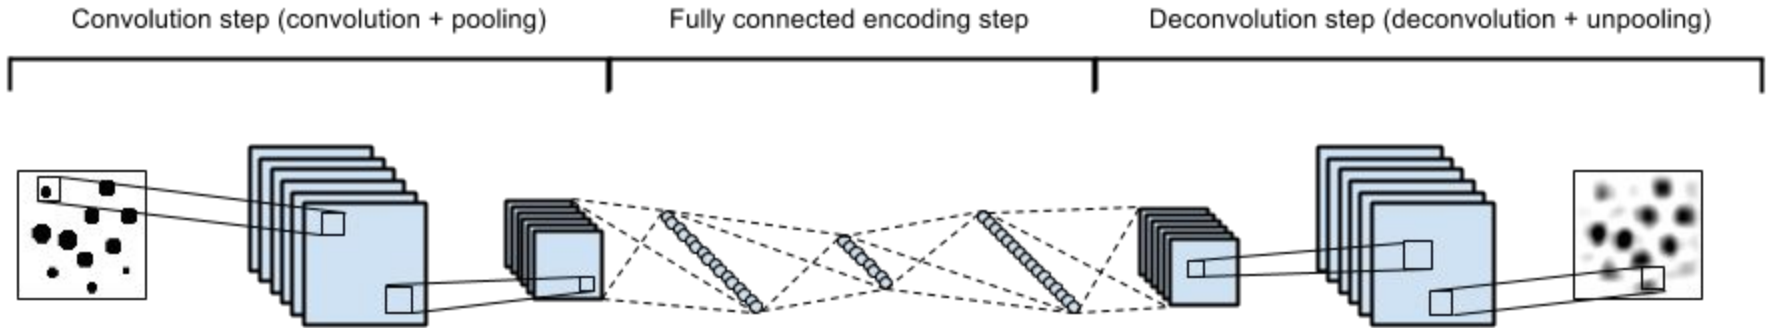 Convolution step (convolution + pooling)
Fully connected encoding step
Deconvolution step (deconvolution + unpooling)